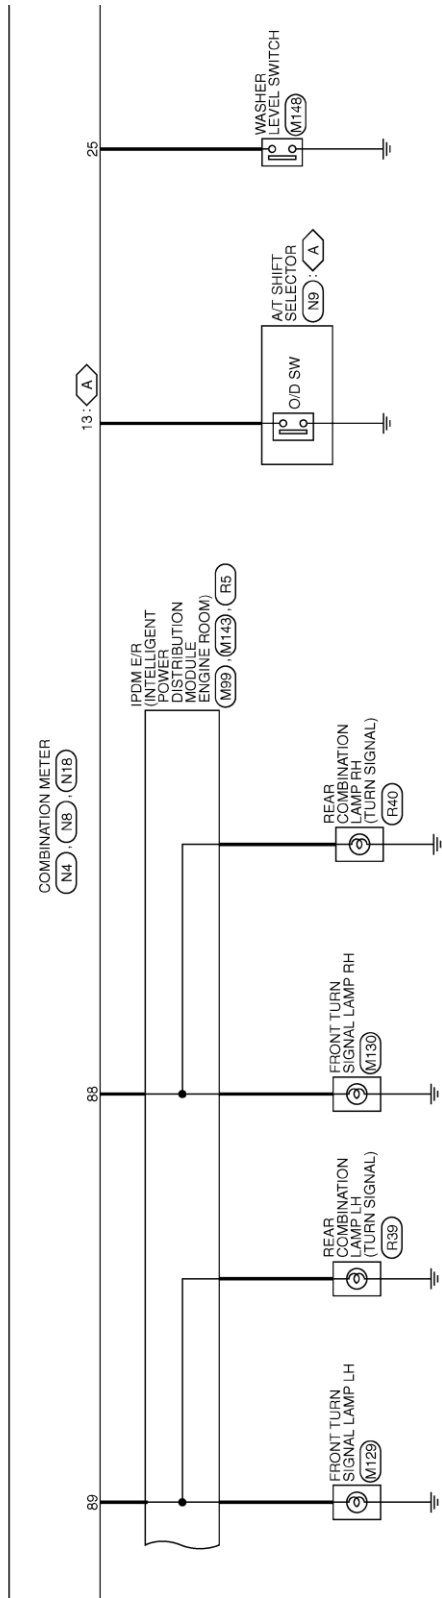 COMBINATION METER
N4 , N8 , N18
89
88
13 : A
25
IPDM E/R
(INTELLIGENT
POWER
DISTRIBUTION
MODULE
ENGINE ROOM)
M99 , M143 , R5
A/T SHIFT
SELECTOR
N9 : A
O/D SW
WASHER
LEVEL SWITCH
M148
FRONT TURN
SIGNAL LAMP LH
M129
REAR
COMBINATION
LAMP LH
(TURN SIGNAL)
R39
FRONT TURN
SIGNAL LAMP RH
M130
REAR
COMBINATION
LAMP RH
(TURN SIGNAL)
R40